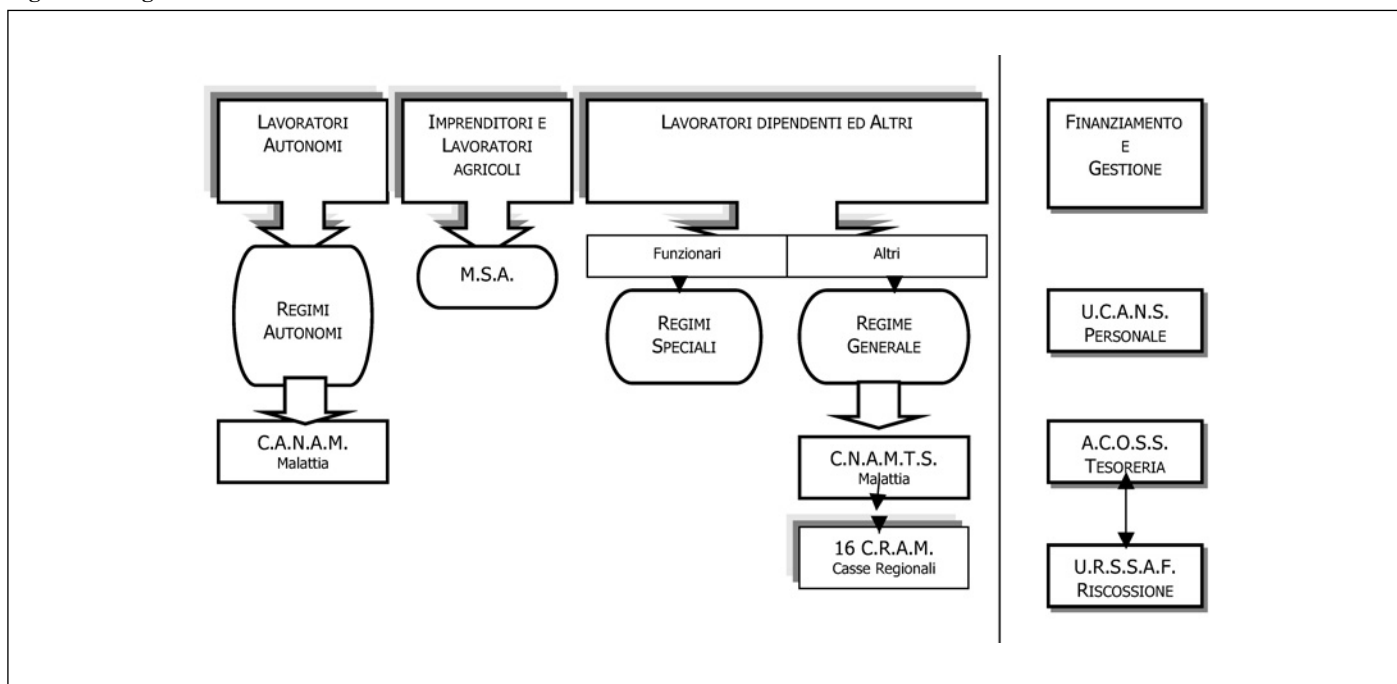 LAVORATORI
AUTONOMI
IMPRENDITORI E
LAVORATORI
AGRICOLI
LAVORATORI DIPENDENTI ED ALTRI
FINANZIAMENTO
E
GESTIONE
Funzionari
Altri
REGIMI
AUTONOMI
M.S.A.
REGIMI
SPECIALI
REGIME
GENERALE
U.C.A.N.S.
PERSONALE
C.A.N.A.M.
Malattia
C.N.A.M.T.S.
Malattia
A.C.O.S.S.
TESORERIA
16 C.R.A.M.
Casse Regionali
U.R.S.S.A.F.
RISCOSSIONE